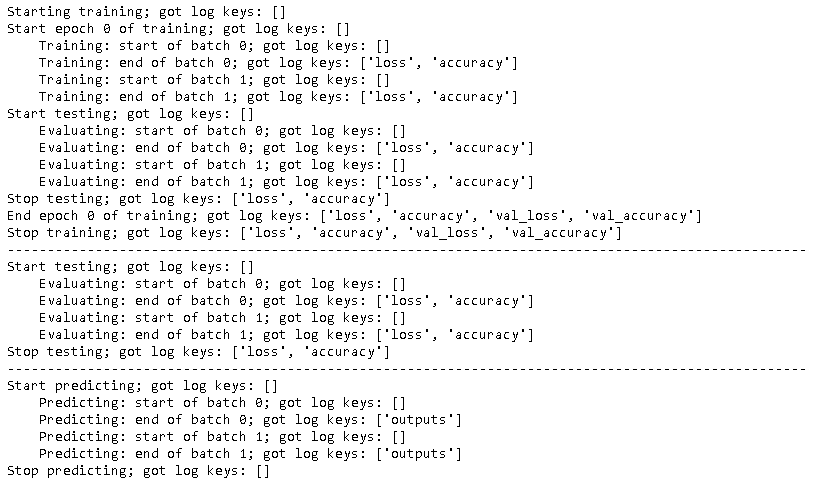 Starting training; got log keys: []
Start epoch 0 of training; got log keys: []
    Training: start of batch 0; got log keys: []
    Training: end of batch 0; got log keys: ['loss', 'accuracy']
    Training: start of batch 1; got log keys: []
    Training: end of batch 1; got log keys: ['loss', 'accuracy']
Start testing; got log keys: []
    Evaluating: start of batch 0; got log keys: []
    Evaluating: end of batch 0; got log keys: ['loss', 'accuracy']
    Evaluating: start of batch 1; got log keys: []
    Evaluating: end of batch 1; got log keys: ['loss', 'accuracy']
Stop testing; got log keys: ['loss', 'accuracy']
End epoch 0 of training; got log keys: ['loss', 'accuracy', 'val_loss', 'val_accuracy']
Stop training; got log keys: ['loss', 'accuracy', 'val_loss', 'val_accuracy']
----------------------------------------------------------------------------------------------------
Start testing; got log keys: []
    Evaluating: start of batch 0; got log keys: []
    Evaluating: end of batch 0; got log keys: ['loss', 'accuracy']
    Evaluating: start of batch 1; got log keys: []
    Evaluating: end of batch 1; got log keys: ['loss', 'accuracy']
Stop testing; got log keys: ['loss', 'accuracy']
----------------------------------------------------------------------------------------------------
Start predicting; got log keys: []
    Predicting: start of batch 0; got log keys: []
    Predicting: end of batch 0; got log keys: ['outputs']
    Predicting: start of batch 1; got log keys: []
    Predicting: end of batch 1; got log keys: ['outputs']
Stop predicting; got log keys: []